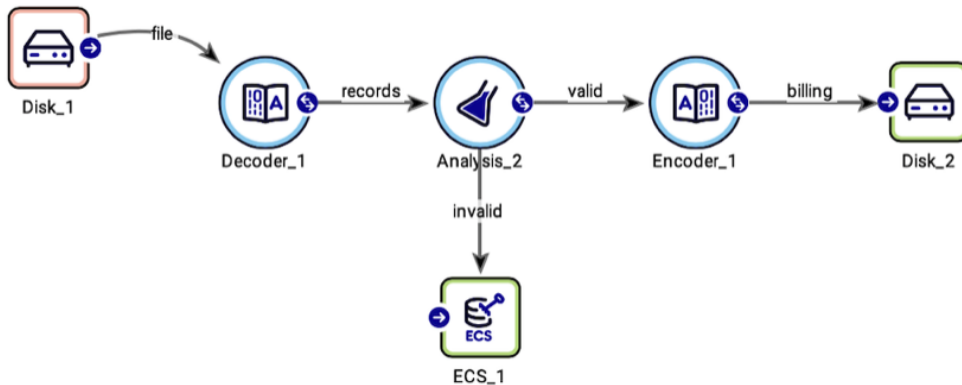 file
Disk_1
records
valid
billing
Decoder_1
Analysis_2
Encoder_1
Disk_2
invalid
ECS
ECS_1